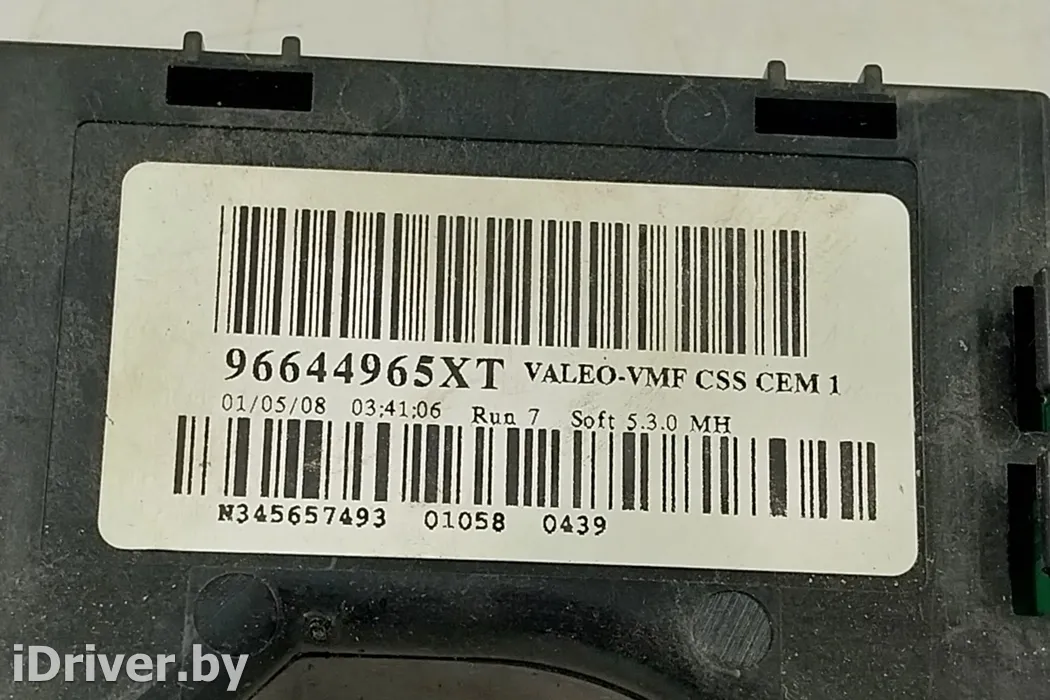 96644965XT VALEO-VMF CSS CEM 1
01/05/08 03:41:06 Run 7 Soft 5.3.0 MH
N345657493 01058 0439
iDriver.by